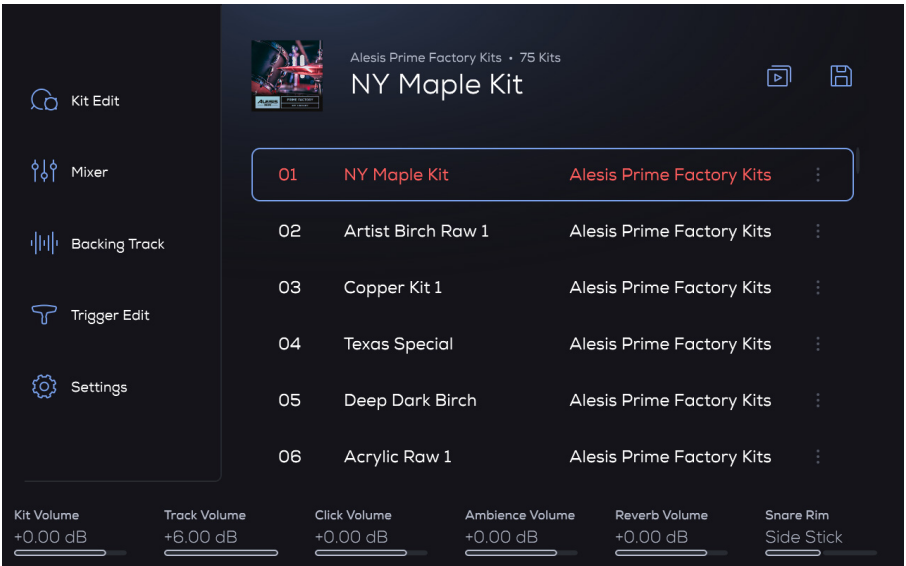 Kit Edit
Mixer
Backing Track
Trigger Edit
Settings
ALESIS
PRIME FACTORY
Alesis Prime Factory Kits • 75 Kits
NY Maple Kit
01 NY Maple Kit Alesis Prime Factory Kits
02 Artist Birch Raw 1 Alesis Prime Factory Kits
03 Copper Kit 1 Alesis Prime Factory Kits
04 Texas Special Alesis Prime Factory Kits
05 Deep Dark Birch Alesis Prime Factory Kits
06 Acrylic Raw 1 Alesis Prime Factory Kits
Kit Volume Track Volume Click Volume Ambience Volume Reverb Volume Snare Rim
+0.00 dB +6.00 dB +0.00 dB +0.00 dB +0.00 dB Side Stick